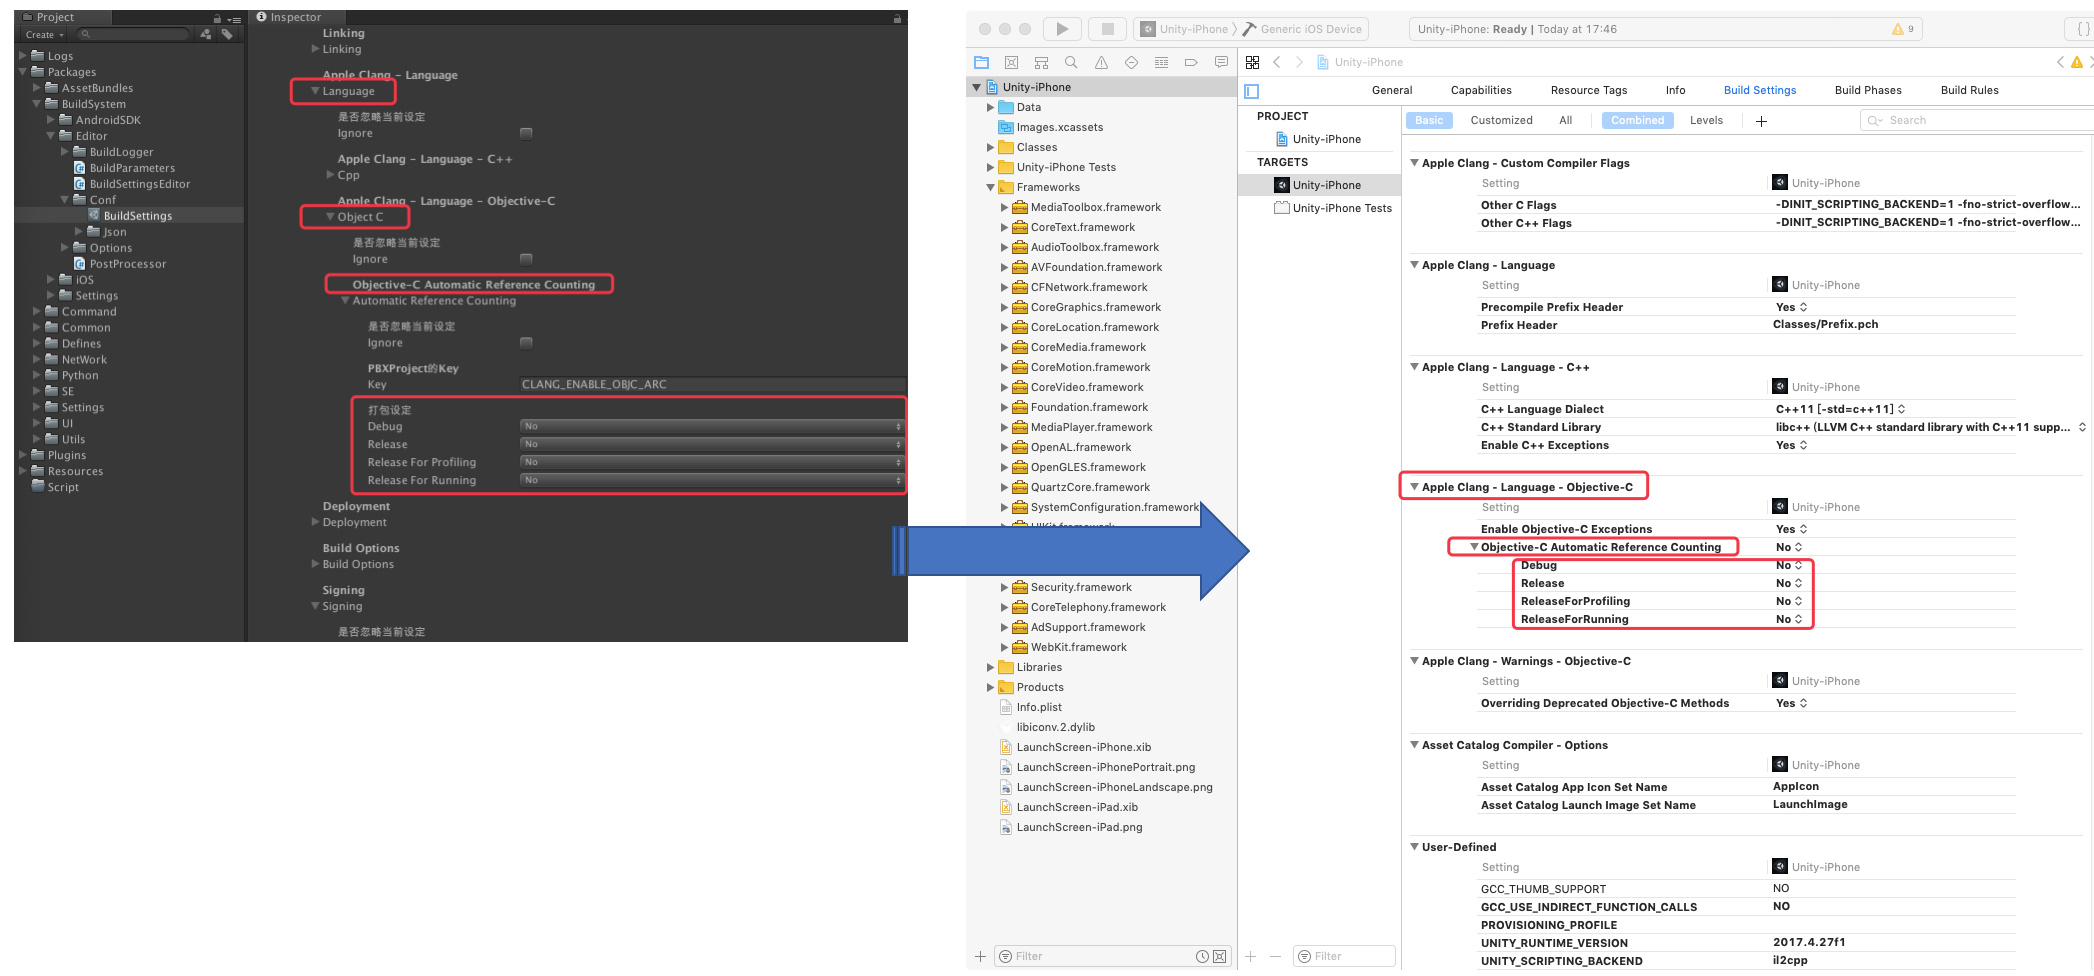 Project
Create
Logs
Packages
AssetBundles
BuildSystem
AndroidSDK
Editor
BuildLogger
BuildParameters
BuildSettingsEditor
Conf
BuildSettings
Json
Options
PostProcessor
iOS
Settings
Command
Common
Defines
NetWork
Python
SE
Settings
UI
Utils
Plugins
Resources
Script
Inspector
Linking
Linking
Apple Clang - Language
Language
是否忽略当前设定
Ignore
Apple Clang - Language - C++
Cpp
Apple Clang - Language - Objective-C
Object C
是否忽略当前设定
Ignore
Objective-C Automatic Reference Counting
Automatic Reference Counting
是否忽略当前设定
Ignore
PBXProject的Key
Key CLANG_ENABLE_OBJC_ARC
打包设定
Debug No
Release No
Release For Profiling No
Release For Running No
Deployment
Deployment
Build Options
Build Options
Signing
Signing
是否忽略当前设定
Unity-iPhone Generic iOS Device
Unity-iPhone: Ready | Today at 17:46
9
Unity-iPhone
Data
Images.xcassets
Classes
Unity-iPhone Tests
Frameworks
MediaToolbox.framework
CoreText.framework
AudioToolbox.framework
AVFoundation.framework
CFNetwork.framework
CoreGraphics.framework
CoreLocation.framework
CoreMedia.framework
CoreMotion.framework
CoreVideo.framework
Foundation.framework
MediaPlayer.framework
OpenAL.framework
OpenGLES.framework
QuartzCore.framework
SystemConfiguration.framework
UIKit.framework
Security.framework
CoreTelephony.framework
AdSupport.framework
WebKit.framework
Libraries
Products
Info.plist
libiconv.2.dylib
LaunchScreen-iPhone.xib
LaunchScreen-iPhonePortrait.png
LaunchScreen-iPhoneLandscape.png
LaunchScreen-iPad.xib
LaunchScreen-iPad.png
Filter
Unity-iPhone
General Capabilities Resource Tags Info Build Settings Build Phases Build Rules
PROJECT
Unity-iPhone
TARGETS
Unity-iPhone
Unity-iPhone Tests
Filter
Basic Customized All Combined Levels + Search
Apple Clang - Custom Compiler Flags
Setting Unity-iPhone
Other C Flags -DINIT_SCRIPTING_BACKEND=1 -fno-strict-overflow...
Other C++ Flags -DINIT_SCRIPTING_BACKEND=1 -fno-strict-overflow...
Apple Clang - Language
Setting Unity-iPhone
Precompile Prefix Header Yes
Prefix Header Classes/Prefix.pch
Apple Clang - Language - C++
Setting Unity-iPhone
C++ Language Dialect C++11 [-std=c++11]
C++ Standard Library libc++ (LLVM C++ standard library with C++11 supp...
Enable C++ Exceptions Yes
Apple Clang - Language - Objective-C
Setting Unity-iPhone
Enable Objective-C Exceptions Yes
Objective-C Automatic Reference Counting No
Debug No
Release No
ReleaseForProfiling No
ReleaseForRunning No
Apple Clang - Warnings - Objective-C
Setting Unity-iPhone
Overriding Deprecated Objective-C Methods Yes
Asset Catalog Compiler - Options
Setting Unity-iPhone
Asset Catalog App Icon Set Name AppIcon
Asset Catalog Launch Image Set Name LaunchImage
User-Defined
Setting Unity-iPhone
GCC_THUMB_SUPPORT NO
GCC_USE_INDIRECT_FUNCTION_CALLS NO
PROVISIONING_PROFILE
UNITY_RUNTIME_VERSION 2017.4.27f1
UNITY_SCRIPTING_BACKEND il2cpp